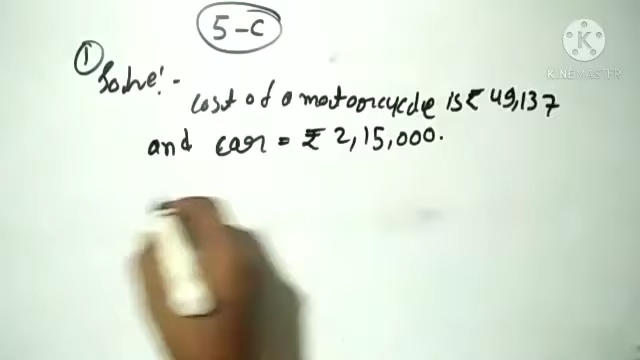 5-C
① Solve:-
cost of a motorcycle is ₹ 49,137
and car = ₹ 2,15,000.
KINEMASTER